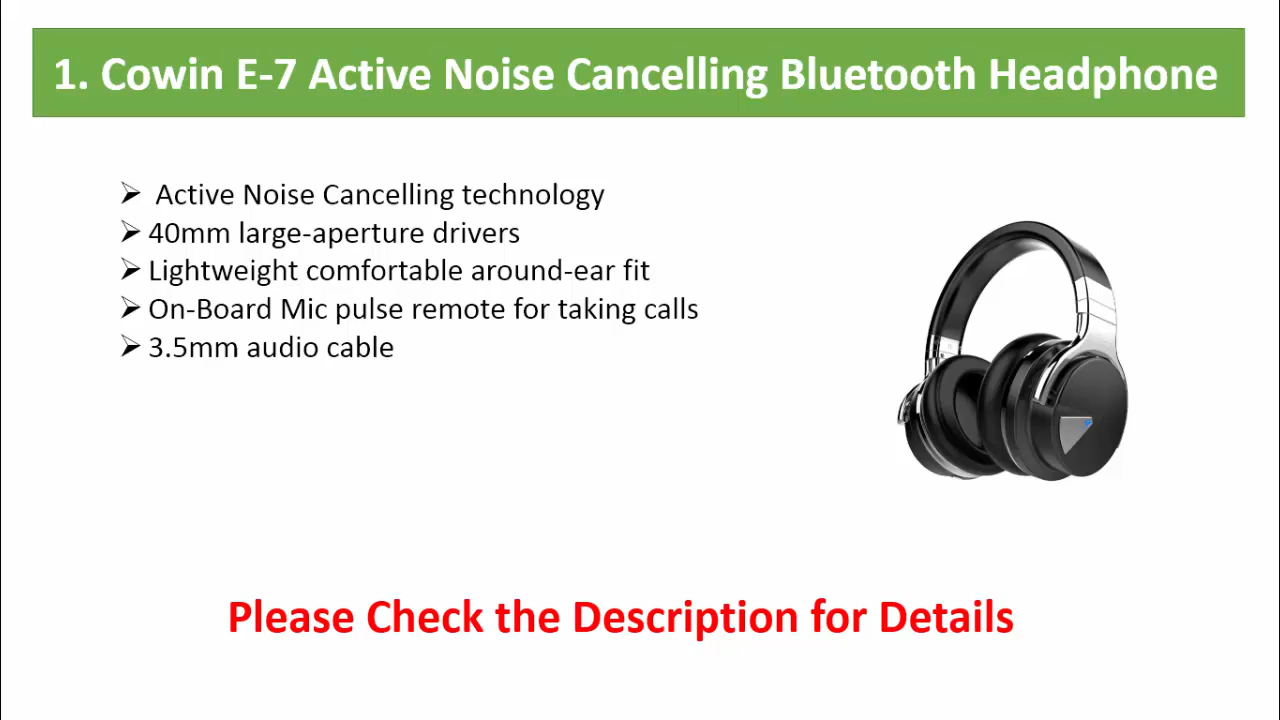 1. Cowin E-7 Active Noise Cancelling Bluetooth Headphone
➢ Active Noise Cancelling technology
➢ 40mm large-aperture drivers
➢ Lightweight comfortable around-ear fit
➢ On-Board Mic pulse remote for taking calls
➢ 3.5mm audio cable
Please Check the Description for Details